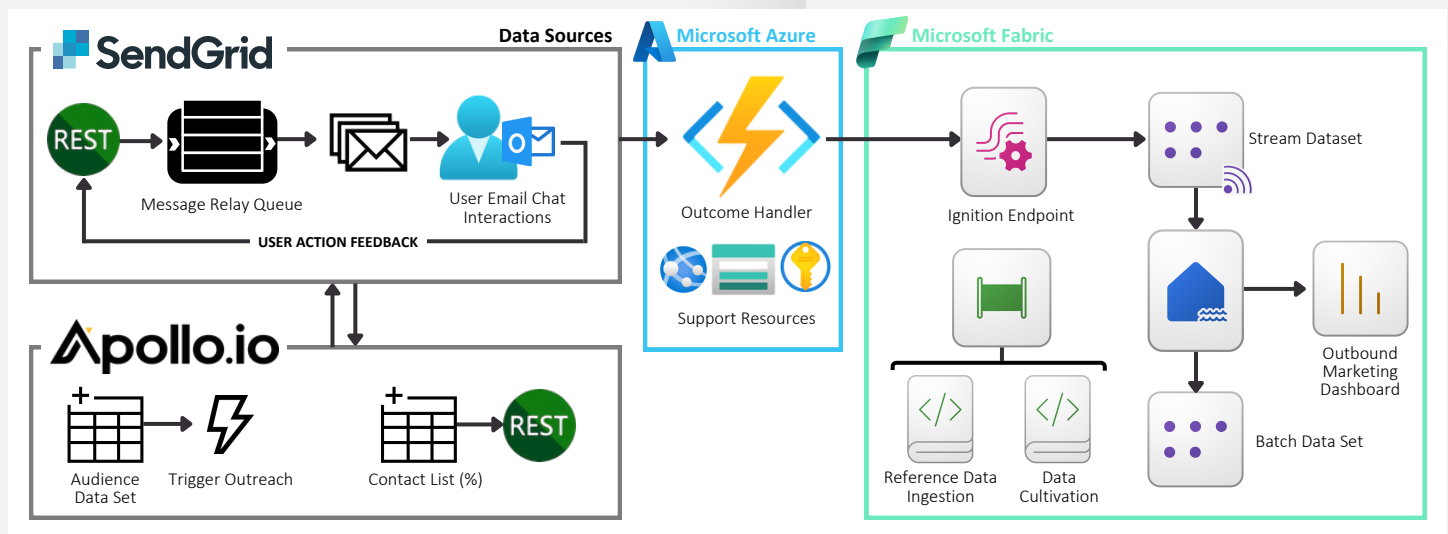 SendGrid
Data Sources
REST
Message Relay Queue
User Email Chat
Interactions
USER ACTION FEEDBACK
Apollo.io
Audience
Data Set
Trigger Outreach
Contact List (%)
REST
Microsoft Azure
Outcome Handler
Support Resources
Microsoft Fabric
Ignition Endpoint
Stream Dataset
Outbound
Marketing
Dashboard
Reference Data
Ingestion
Data
Cultivation
Batch Data Set